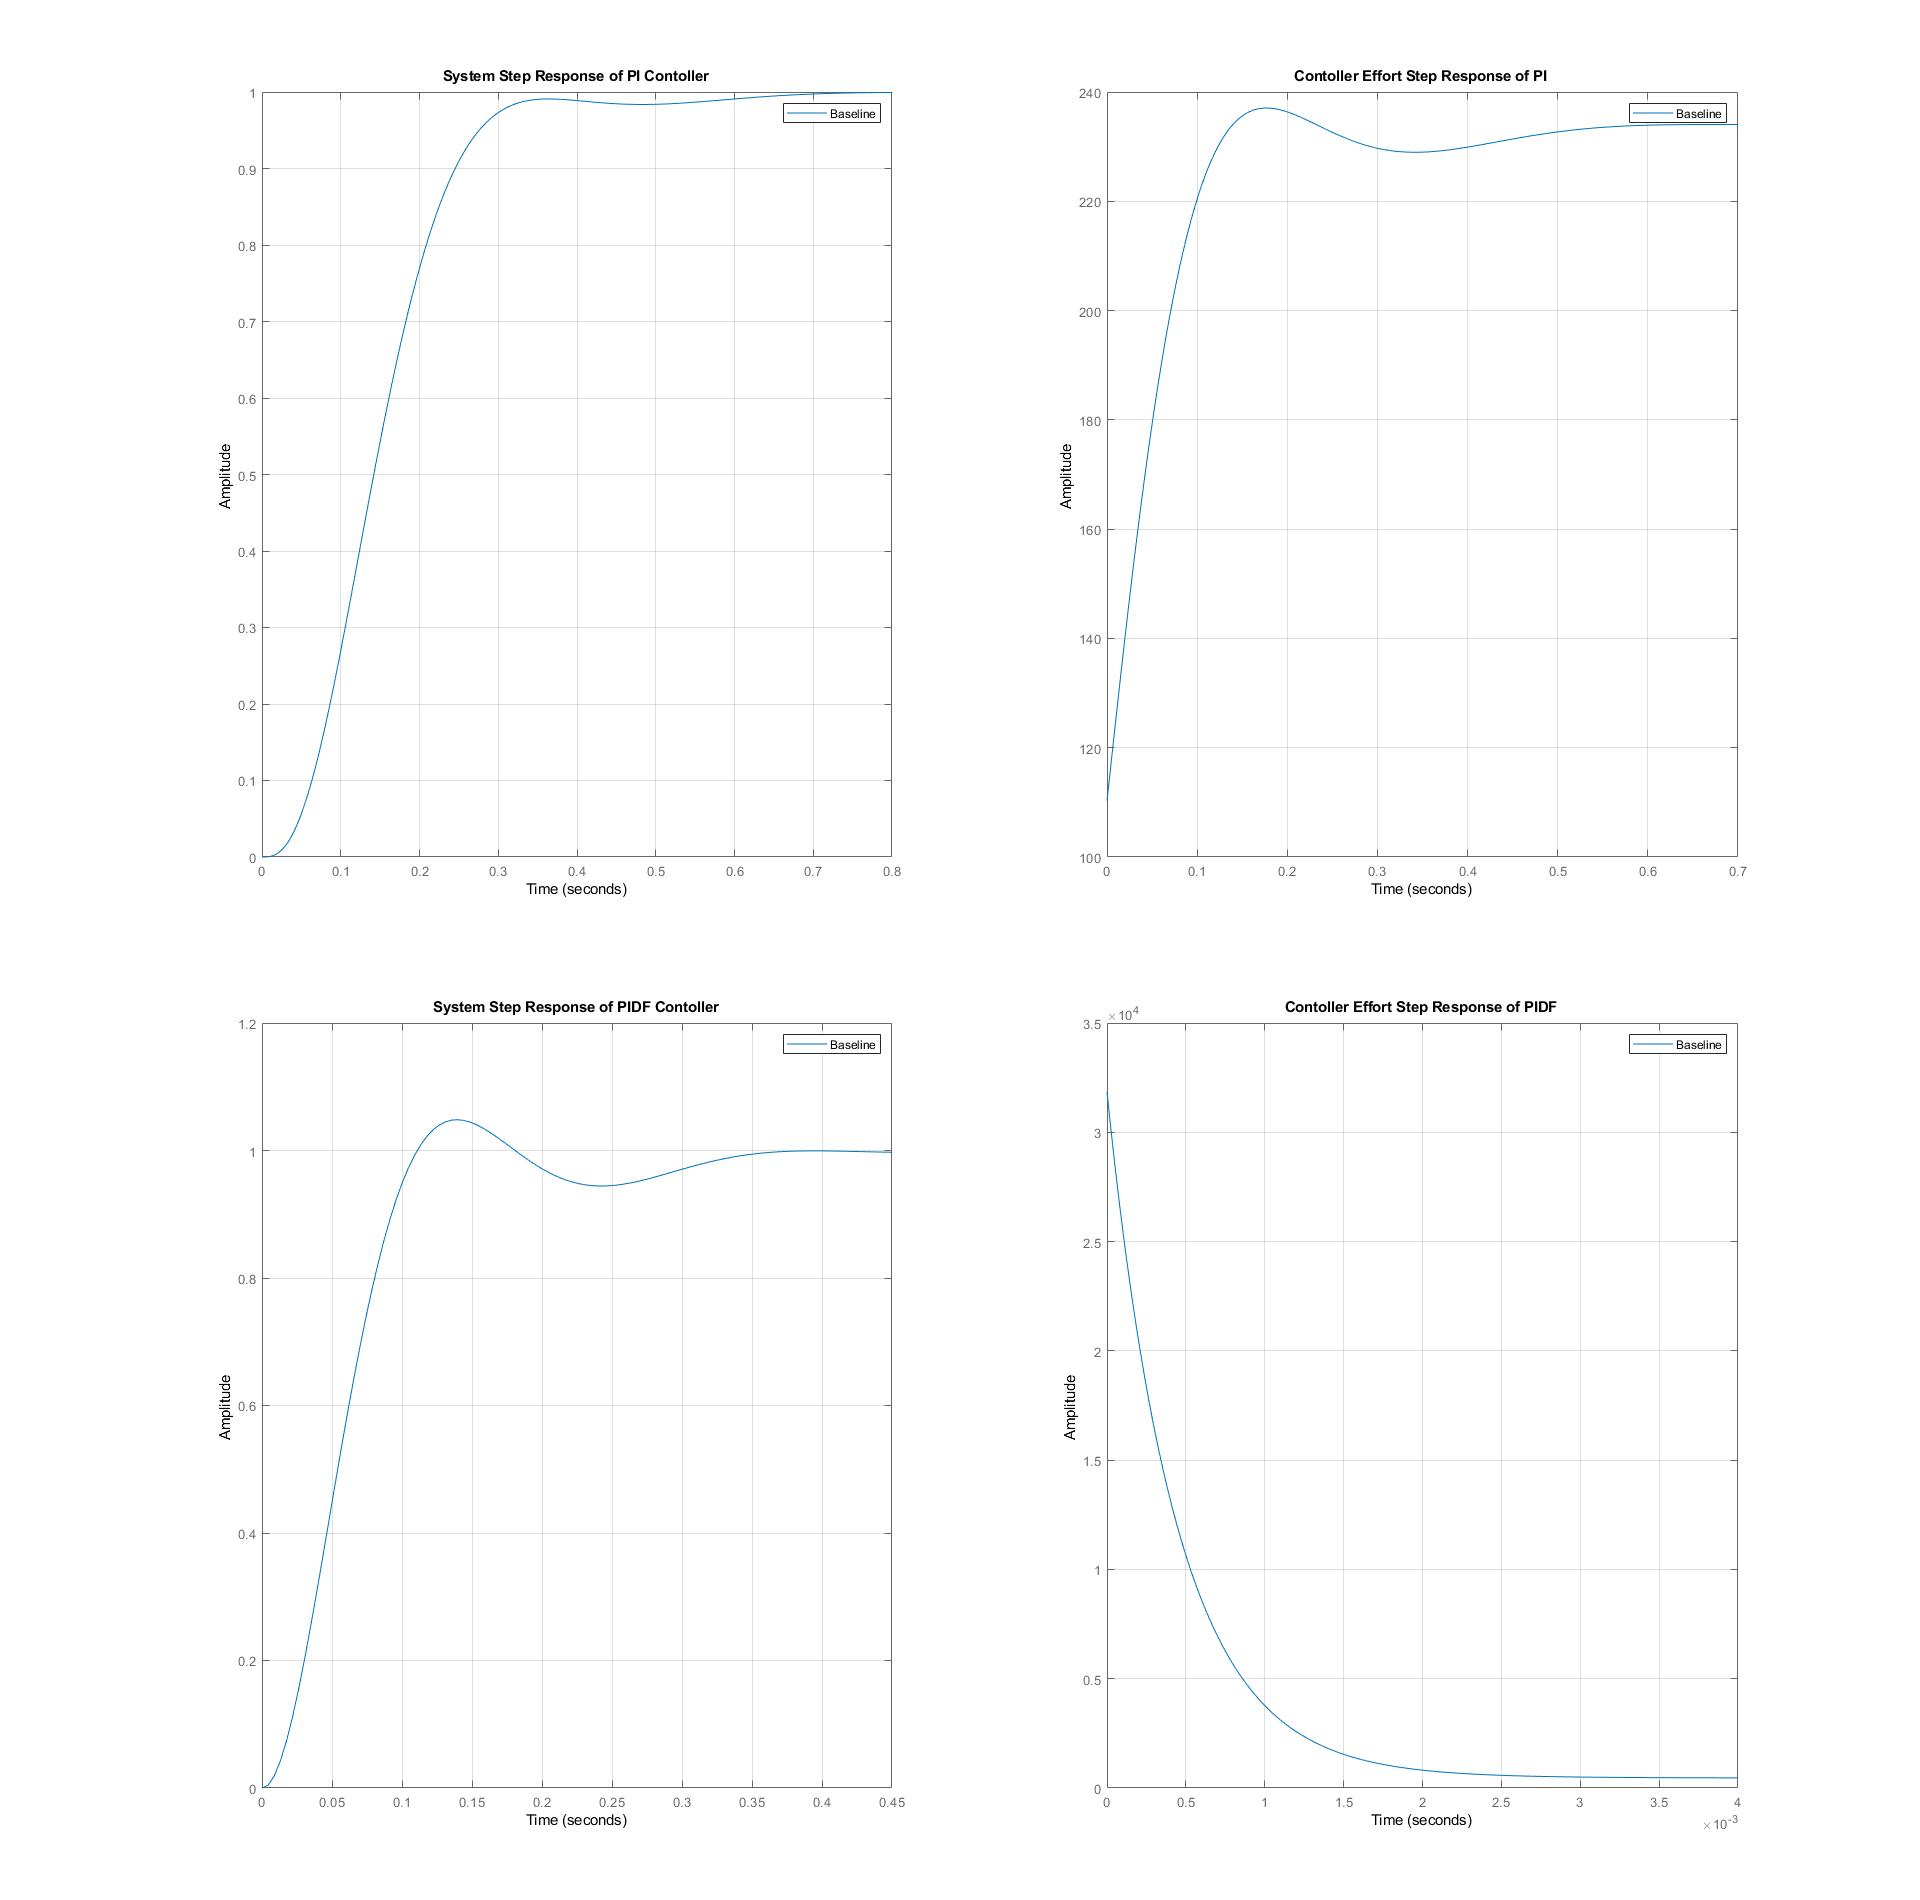 System Step Response of PI Contoller
Baseline
Amplitude
1
0.9
0.8
0.7
0.6
0.5
0.4
0.3
0.2
0.1
0
0 0.1 0.2 0.3 0.4 0.5 0.6 0.7 0.8
Time (seconds)
Contoller Effort Step Response of PI
Baseline
Amplitude
240
220
200
180
160
140
120
100
0 0.1 0.2 0.3 0.4 0.5 0.6 0.7
Time (seconds)
System Step Response of PIDF Contoller
Baseline
Amplitude
1.2
1
0.8
0.6
0.4
0.2
0
0 0.05 0.1 0.15 0.2 0.25 0.3 0.35 0.4 0.45
Time (seconds)
Contoller Effort Step Response of PIDF
×10^4
Baseline
Amplitude
3.5
3
2.5
2
1.5
1
0.5
0
0 0.5 1 1.5 2 2.5 3 3.5 4
Time (seconds)
×10^-3